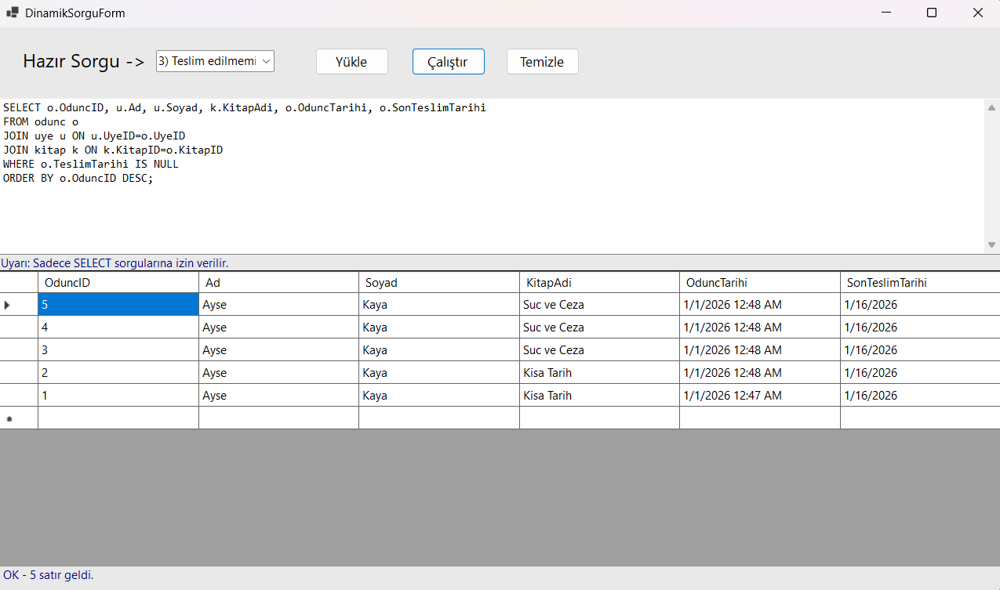 DinamikSorguForm
Hazır Sorgu -> 3) Teslim edilmemi Yükle Çalıştır Temizle
SELECT o.OduncID, u.Ad, u.Soyad, k.KitapAdi, o.OduncTarihi, o.SonTeslimTarihi
FROM odunc o
JOIN uye u ON u.UyeID=o.UyeID
JOIN kitap k ON k.KitapID=o.KitapID
WHERE o.TeslimTarihi IS NULL
ORDER BY o.OduncID DESC;
Uyarı: Sadece SELECT sorgularına izin verilir.
OduncID Ad Soyad KitapAdi OduncTarihi SonTeslimTarihi
5 Ayse Kaya Suc ve Ceza 1/1/2026 12:48 AM 1/16/2026
4 Ayse Kaya Suc ve Ceza 1/1/2026 12:48 AM 1/16/2026
3 Ayse Kaya Suc ve Ceza 1/1/2026 12:48 AM 1/16/2026
2 Ayse Kaya Kisa Tarih 1/1/2026 12:48 AM 1/16/2026
1 Ayse Kaya Kisa Tarih 1/1/2026 12:47 AM 1/16/2026
OK - 5 satır geldi.